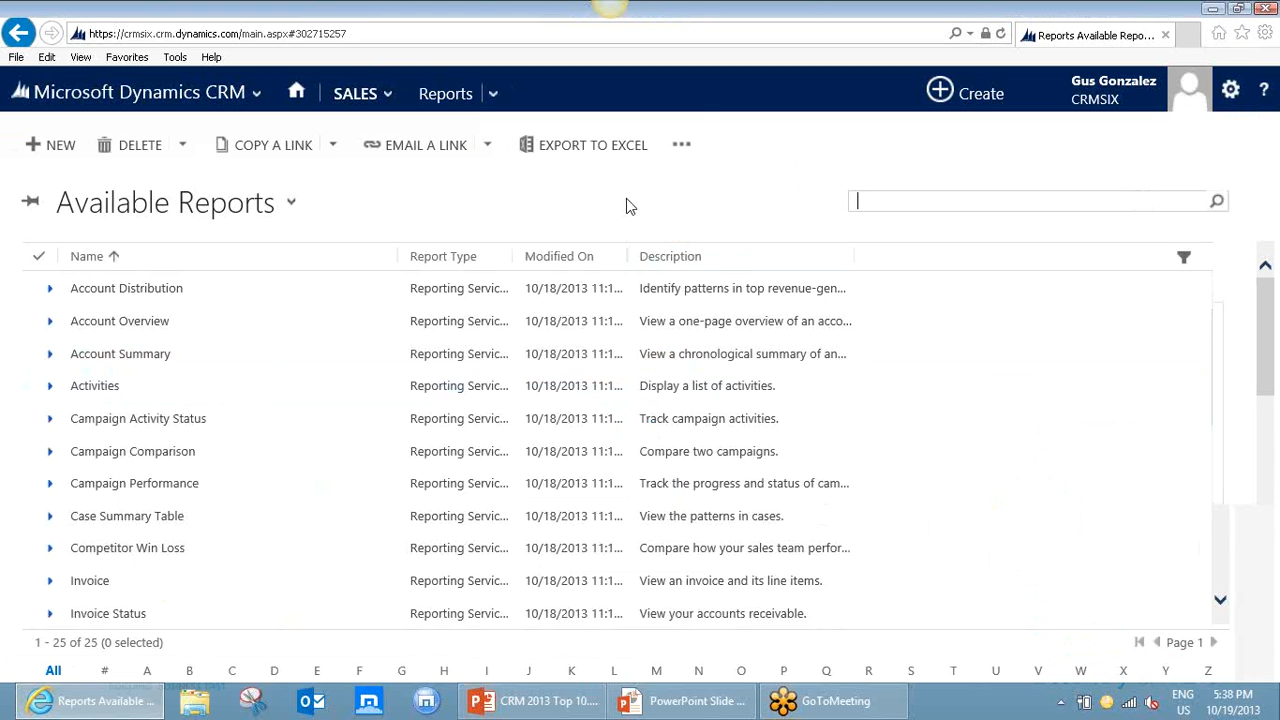 https://crmsix.crm.dynamics.com/main.aspx#302715257
Reports Available Repo...
File Edit View Favorites Tools Help
Microsoft Dynamics CRM SALES Reports Create Gus Gonzalez
CRMSIX
?
NEW DELETE COPY A LINK EMAIL A LINK EXPORT TO EXCEL ...
Available Reports
Name Report Type Modified On Description
Account Distribution Reporting Servic... 10/18/2013 11:1... Identify patterns in top revenue-gen...
Account Overview Reporting Servic... 10/18/2013 11:1... View a one-page overview of an acco...
Account Summary Reporting Servic... 10/18/2013 11:1... View a chronological summary of an...
Activities Reporting Servic... 10/18/2013 11:1... Display a list of activities.
Campaign Activity Status Reporting Servic... 10/18/2013 11:1... Track campaign activities.
Campaign Comparison Reporting Servic... 10/18/2013 11:1... Compare two campaigns.
Campaign Performance Reporting Servic... 10/18/2013 11:1... Track the progress and status of cam...
Case Summary Table Reporting Servic... 10/18/2013 11:1... View the patterns in cases.
Competitor Win Loss Reporting Servic... 10/18/2013 11:1... Compare how your sales team perfor...
Invoice Reporting Servic... 10/18/2013 11:1... View an invoice and its line items.
Invoice Status Reporting Servic... 10/18/2013 11:1... View your accounts receivable.
1 - 25 of 25 (0 selected) Page 1
All # A B C D E F G H I J K L M N O P Q R S T U V W X Y Z
Reports Available ... CRM 2013 Top 10.... PowerPoint Slide ... GoToMeeting ENG 5:38 PM
US 10/19/2013